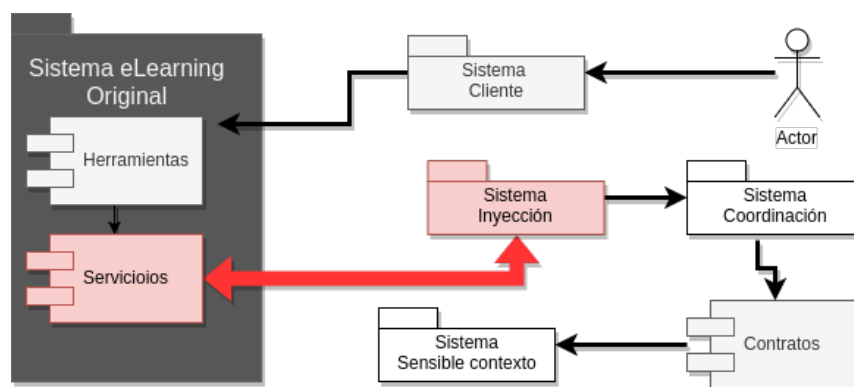 Sistema eLearning
Original
Herramientas
Servicioios
Sistema
Cliente
Actor
Sistema
Inyección
Sistema
Coordinación
Sistema
Sensible contexto
Contratos